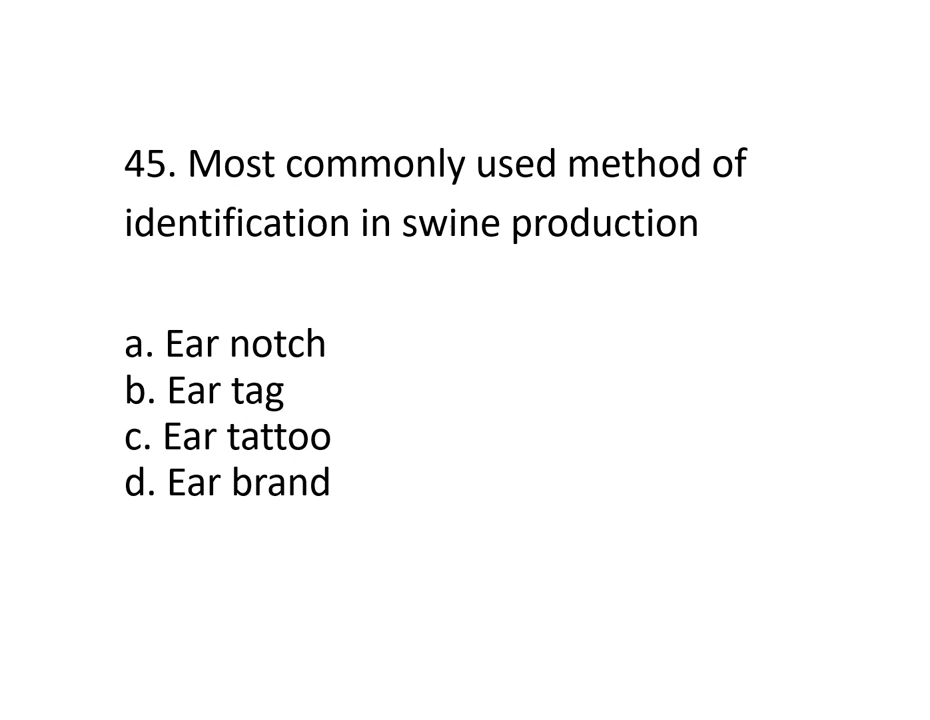 45. Most commonly used method of
identification in swine production
a. Ear notch
b. Ear tag
c. Ear tattoo
d. Ear brand